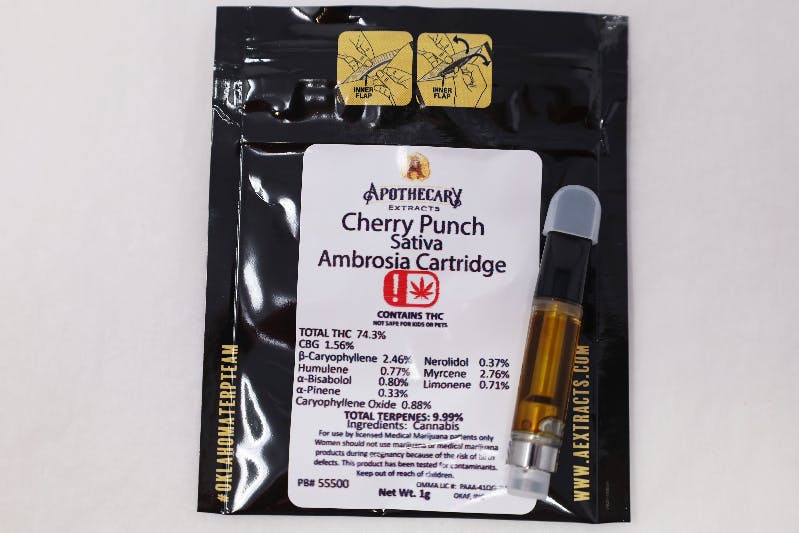 INNER FLAP
INNER FLAP
APOTHECARY
EXTRACTS
Cherry Punch
Sativa
Ambrosia Cartridge
!
CONTAINS THC
NOT SAFE FOR KIDS OR PETS
TOTAL THC 74.3%
CBG 1.56%
β-Caryophyllene 2.46% Nerolidol 0.37%
Humulene 0.77% Myrcene 2.76%
α-Bisabolol 0.80% Limonene 0.71%
α-Pinene 0.33%
Caryophyllene Oxide 0.88%
TOTAL TERPENES: 9.99%
Ingredients: Cannabis
For use by licensed Medical Marijuana patients only
Women should not use marijuana or medical marijuana
products during pregnancy because of the risk of birth
defects. This product has been tested for contaminants.
Keep out of reach of children.
PB# 55500 OMMA LIC #:
Net Wt. 1g
#OKLAHOMATERPTEAM
WWW.AEXTRACTS.COM